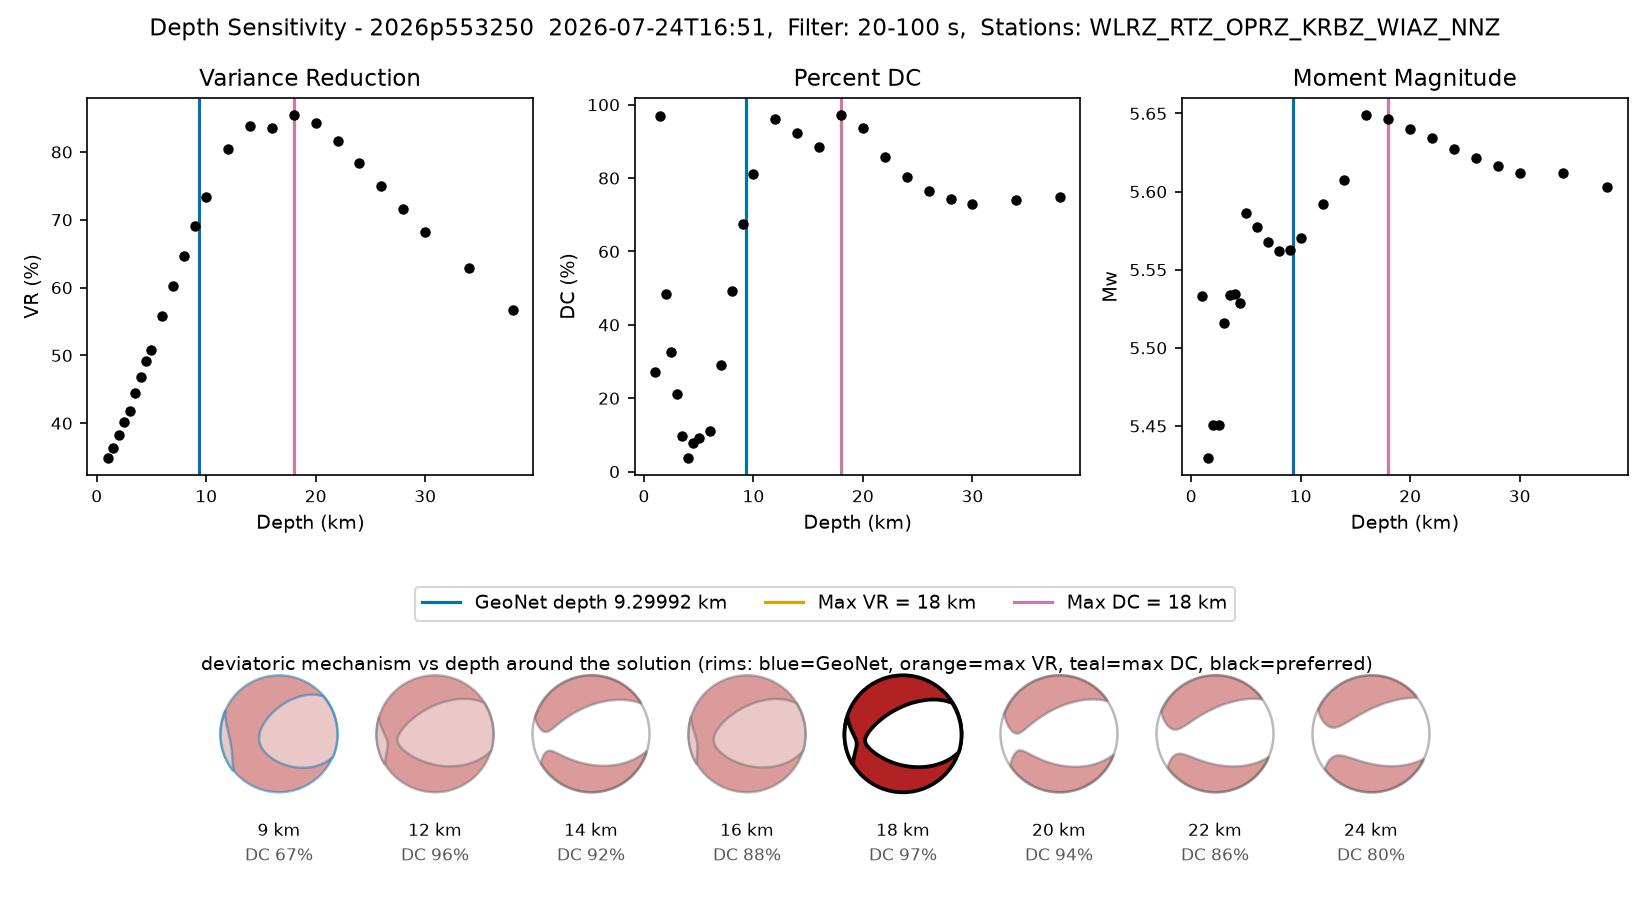 Depth Sensitivity - 2026p553250  2026-07-24T16:51,  Filter: 20-100 s,  Stations: WLRZ_RTZ_OPRZ_KRBZ_WIAZ_NNZ
Variance Reduction
VR (%)
80
70
60
50
40
0 10 20 30
Depth (km)
Percent DC
DC (%)
100
80
60
40
20
0
0 10 20 30
Depth (km)
Moment Magnitude
Mw
5.65
5.60
5.55
5.50
5.45
0 10 20 30
Depth (km)
GeoNet depth 9.29992 km
Max VR = 18 km
Max DC = 18 km
deviatoric mechanism vs depth around the solution (rims: blue=GeoNet, orange=max VR, teal=max DC, black=preferred)
9 km 12 km 14 km 16 km 18 km 20 km 22 km 24 km
DC 67% DC 96% DC 92% DC 88% DC 97% DC 94% DC 86% DC 80%